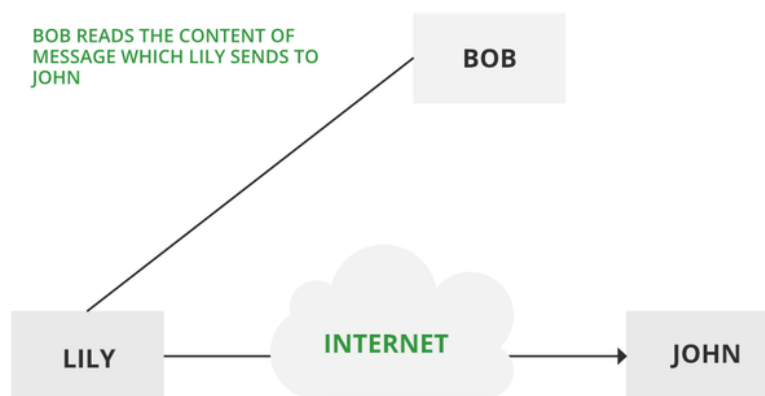 BOB READS THE CONTENT OF
MESSAGE WHICH LILY SENDS TO
JOHN
BOB
INTERNET
LILY
JOHN